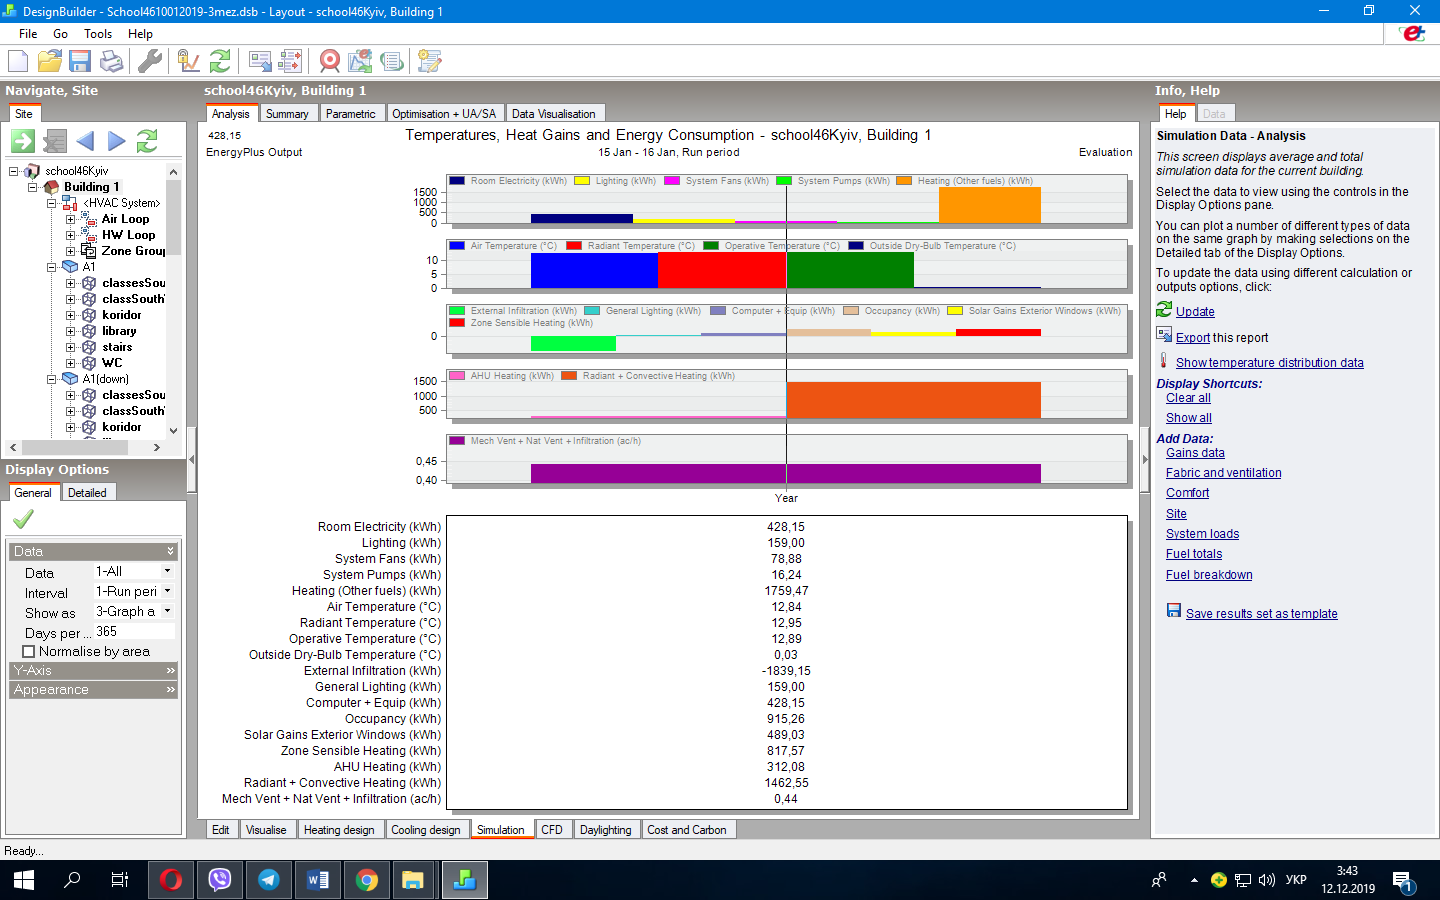 DesignBuilder - School4610012019-3mez.dsb - Layout - school46Kyiv, Building 1
File Go Tools Help
Navigate, Site
Site
school46Kyiv
Building 1
<HVAC System>
Air Loop
HW Loop
Zone Group
A1
classesSou
classSouth
koridor
library
stairs
WC
A1(down)
classesSou
classSouth
koridor
Display Options
General Detailed
Data
Data 1-All
Interval 1-Run peri
Show as 3-Graph a
Days per ... 365
Normalise by area
Y-Axis
Appearance
school46Kyiv, Building 1
Analysis Summary Parametric Optimisation + UA/SA Data Visualisation
428,15
Temperatures, Heat Gains and Energy Consumption - school46Kyiv, Building 1
EnergyPlus Output 15 Jan - 16 Jan, Run period Evaluation
Room Electricity (kWh) Lighting (kWh) System Fans (kWh) System Pumps (kWh) Heating (Other fuels) (kWh)
1500
1000
500
0
Air Temperature (°C) Radiant Temperature (°C) Operative Temperature (°C) Outside Dry-Bulb Temperature (°C)
10
5
0
External Infiltration (kWh) General Lighting (kWh) Computer + Equip (kWh) Occupancy (kWh) Solar Gains Exterior Windows (kWh)
Zone Sensible Heating (kWh)
0
AHU Heating (kWh) Radiant + Convective Heating (kWh)
1500
1000
500
Mech Vent + Nat Vent + Infiltration (ac/h)
0,45
0,40
Year
Room Electricity (kWh) 428,15
Lighting (kWh) 159,00
System Fans (kWh) 78,88
System Pumps (kWh) 16,24
Heating (Other fuels) (kWh) 1759,47
Air Temperature (°C) 12,84
Radiant Temperature (°C) 12,95
Operative Temperature (°C) 12,89
Outside Dry-Bulb Temperature (°C) 0,03
External Infiltration (kWh) -1839,15
General Lighting (kWh) 159,00
Computer + Equip (kWh) 428,15
Occupancy (kWh) 915,26
Solar Gains Exterior Windows (kWh) 489,03
Zone Sensible Heating (kWh) 817,57
AHU Heating (kWh) 312,08
Radiant + Convective Heating (kWh) 1462,55
Mech Vent + Nat Vent + Infiltration (ac/h) 0,44
Edit Visualise Heating design Cooling design Simulation CFD Daylighting Cost and Carbon
Info, Help
Help Data
Simulation Data - Analysis
This screen displays average and total
simulation data for the current building.
Select the data to view using the controls in the
Display Options pane.
You can plot a number of different types of data
on the same graph by making selections on the
Detailed tab of the Display Options.
To update the data using different calculation or
outputs options, click:
Update
Export this report
Show temperature distribution data
Display Shortcuts:
Clear all
Show all
Add Data:
Gains data
Fabric and ventilation
Comfort
Site
System loads
Fuel totals
Fuel breakdown
Save results set as template
Ready...
УКР
3:43
12.12.2019
1